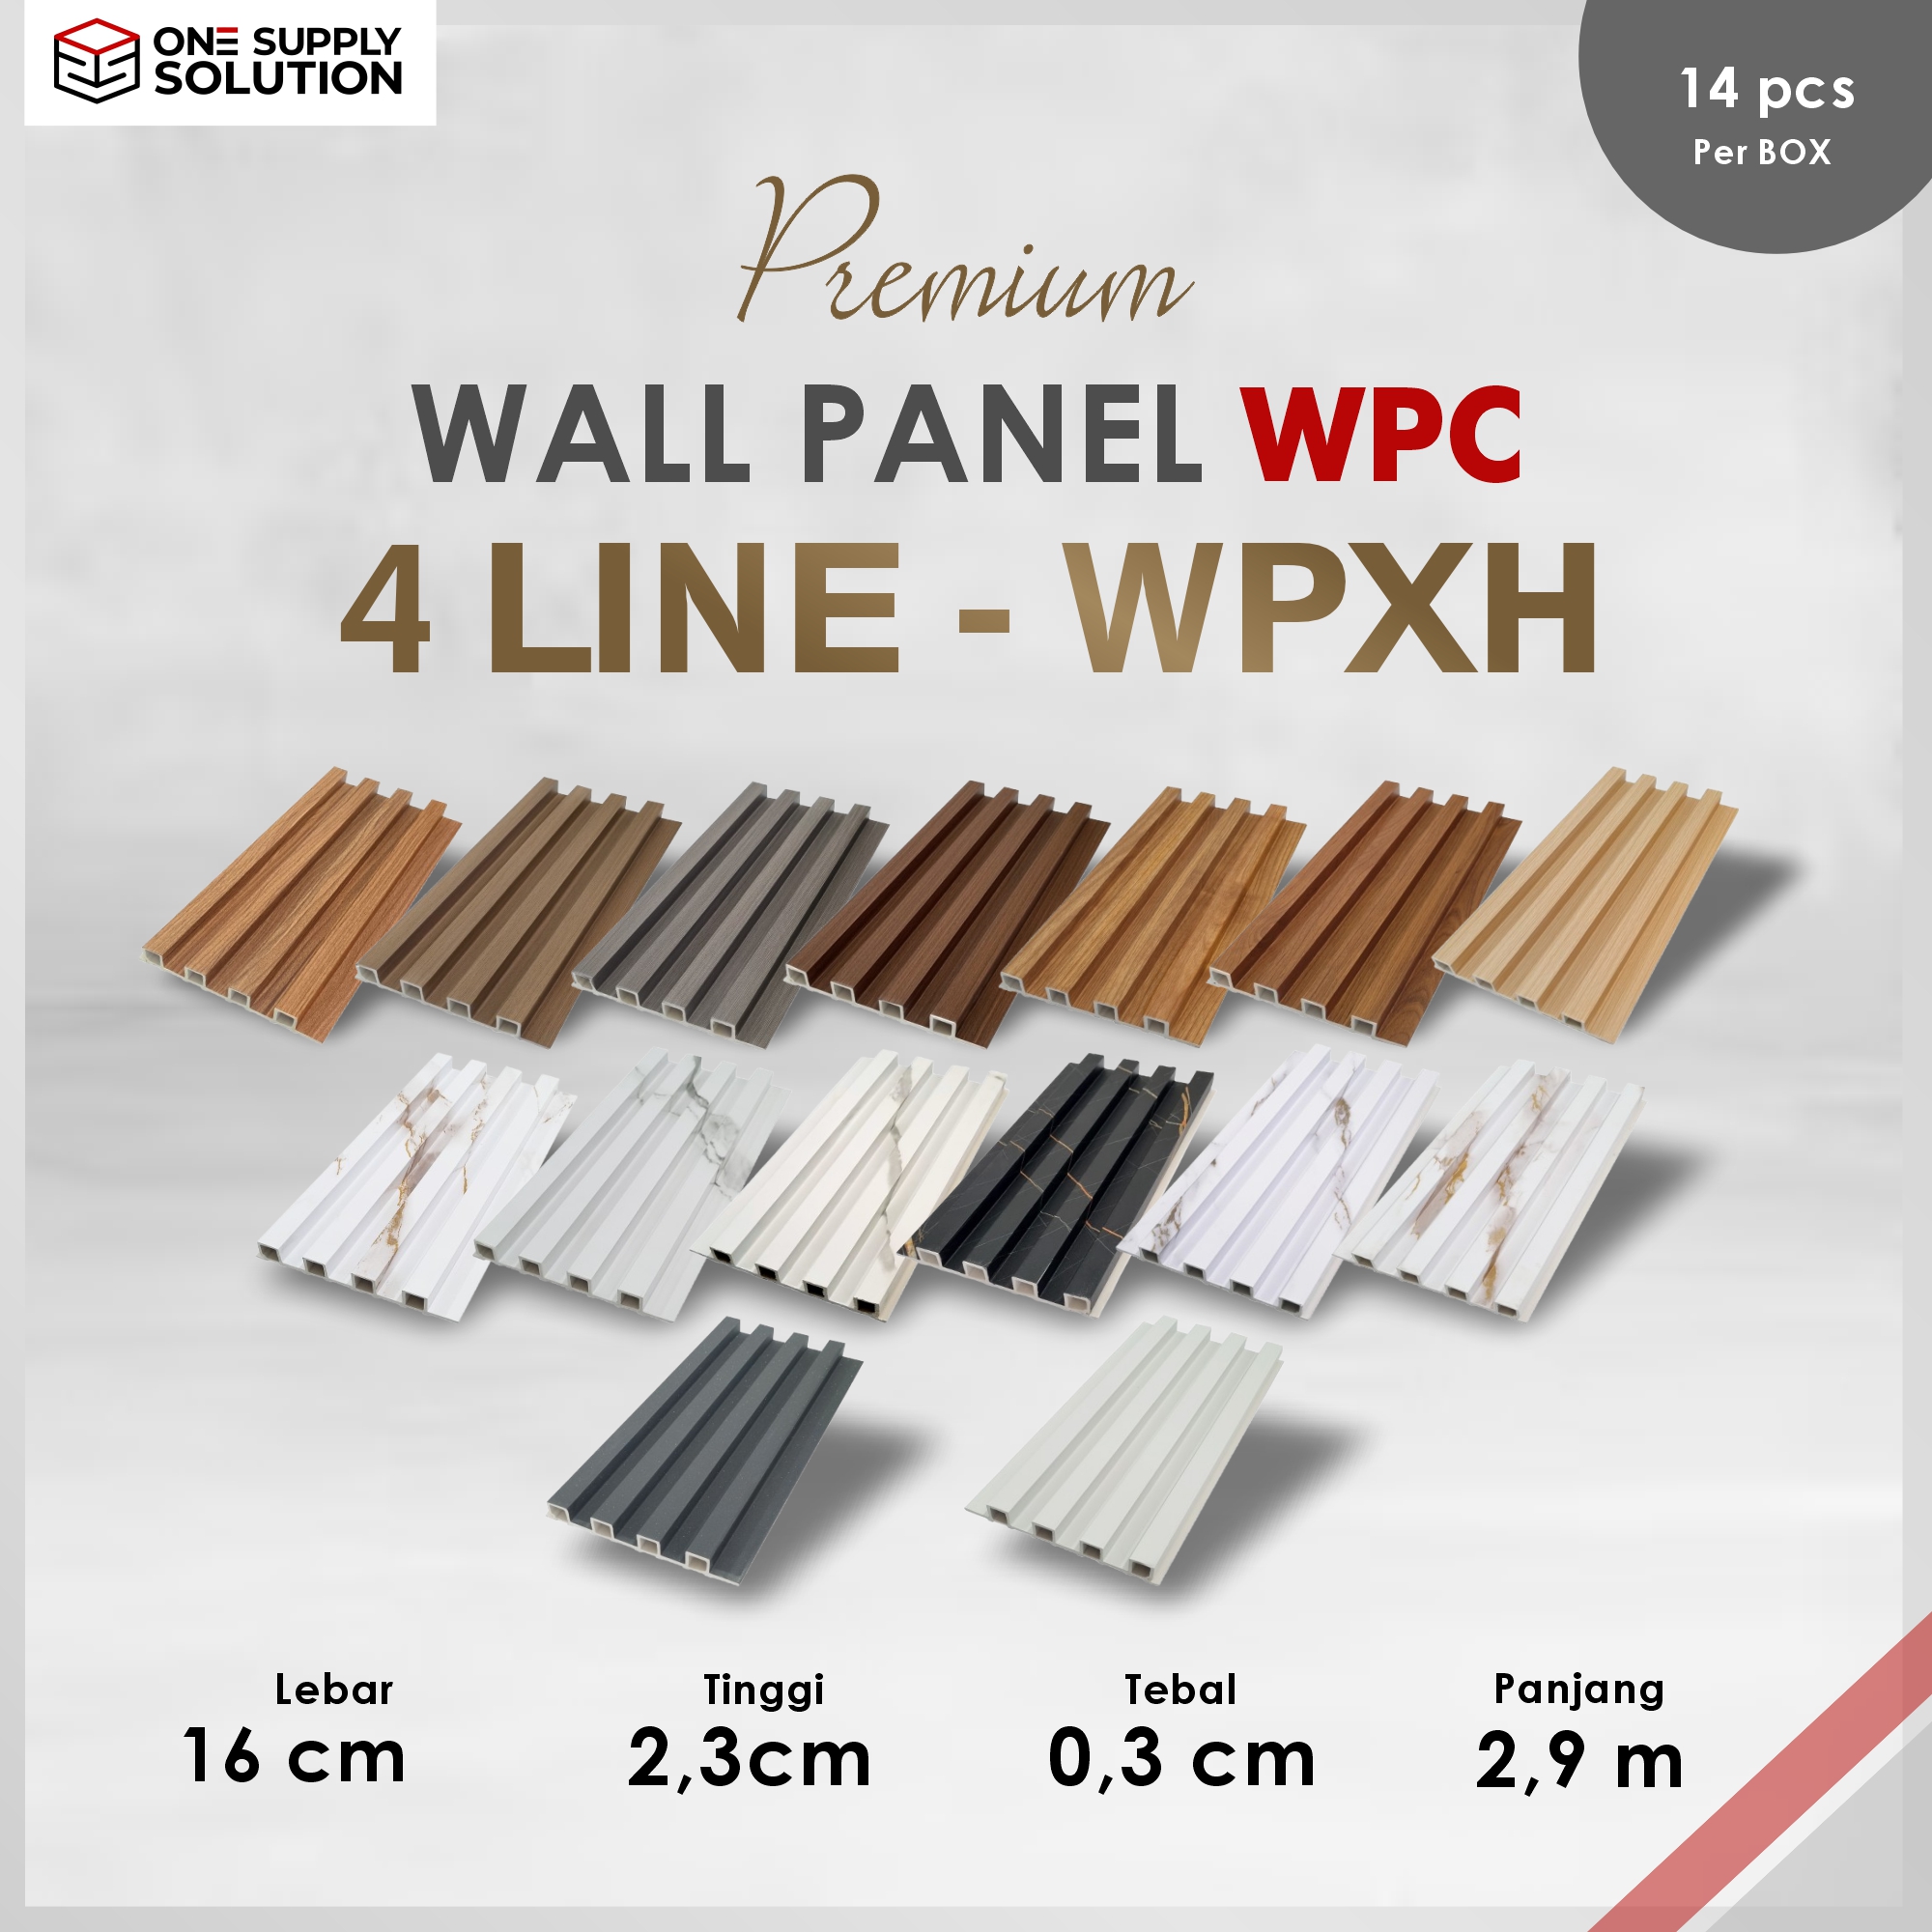 ONE SUPPLY
SOLUTION
14 pcs
Per BOX
Premium
WALL PANEL WPC
4 LINE - WPXH
Lebar
16 cm
Tinggi
2,3cm
Tebal
0,3 cm
Panjang
2,9 m